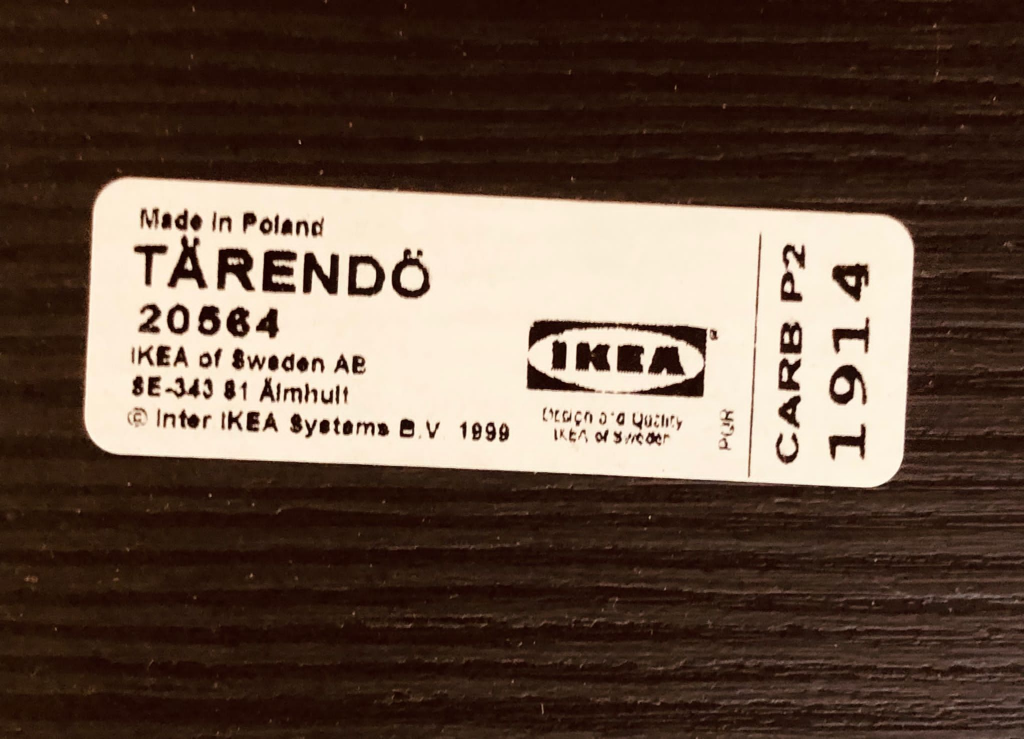 Made in Poland
TÄRENDÖ
20564
IKEA of Sweden AB
SE-343 81 Älmhult
© Inter IKEA Systems B.V 1999
IKEA
®
Design and Quality
IKEA of Sweden
PUR
CARB P2
1914